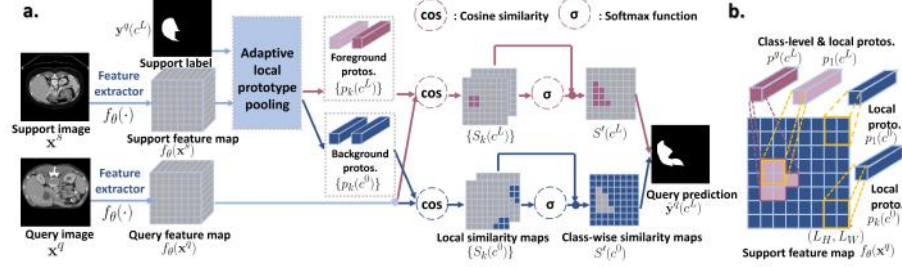 a.
cos : Cosine similarity σ : Softmax function
b.
y^q(c^L)
Support label
Feature
extractor
f_θ(·)
Support image
x^s
Support feature map
f_θ(x^s)
Adaptive
local
prototype
pooling
Foreground
protos.
{p_k(c^L)}
Background
protos.
{p_k(c^0)}
Feature
extractor
f_θ(·)
Query image
x^q
Query feature map
f_θ(x^q)
cos
{S_k(c^L)}
σ
S′(c^L)
cos
Local similarity maps
{S_k(c^0)}
σ
Class-wise similarity maps
S′(c^0)
Query prediction
ŷ^q(c^L)
Class-level & local protos.
p^g(c^L) p_1(c^L)
Local
proto.
p_1(c^0)
Local
proto.
p_k(c^0)
(L_H, L_W)
Support feature map f_θ(x^q)